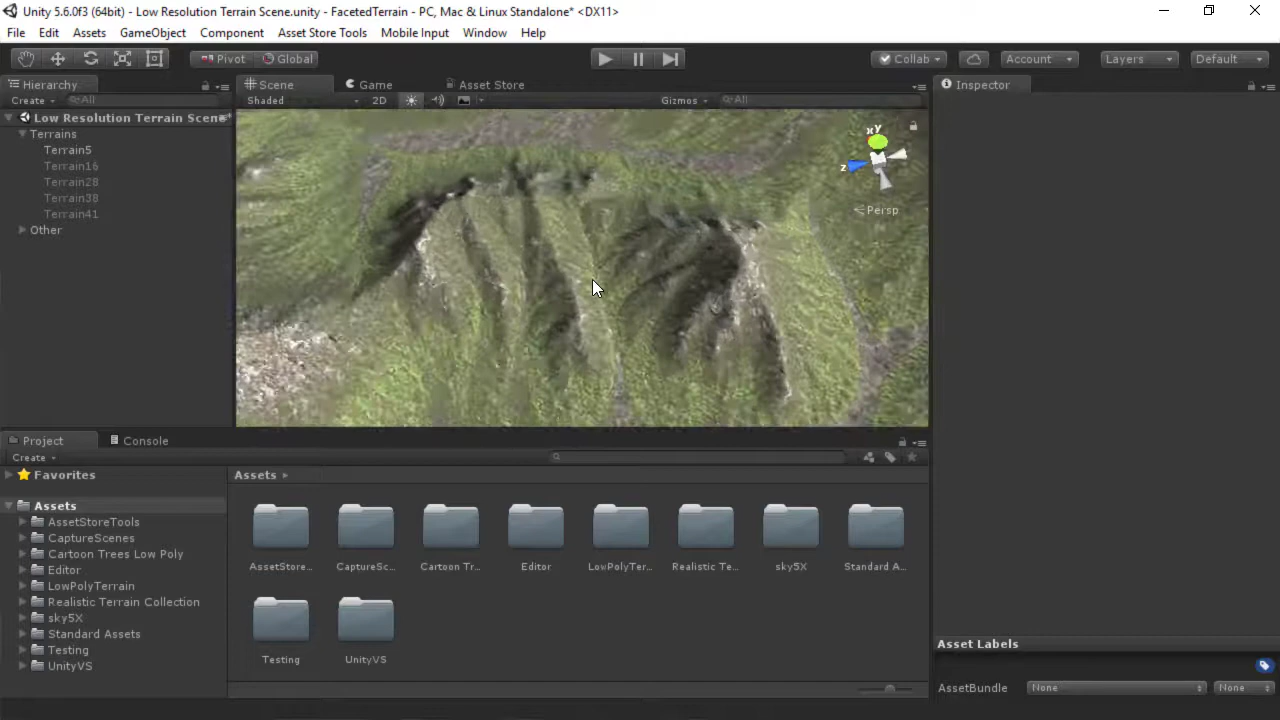 Unity 5.6.0f3 (64bit) - Low Resolution Terrain Scene.unity - FacetedTerrain - PC, Mac & Linux Standalone* <DX11>
File Edit Assets GameObject Component Asset Store Tools Mobile Input Window Help
Pivot Global Collab Account Layers Default
Hierarchy Scene Game Asset Store Inspector
Create All Shaded 2D Gizmos All
Low Resolution Terrain Scene*
Terrains
Terrain5
Terrain16
Terrain28
Terrain38
Terrain41
Other
x y
z
Persp
Project Console
Create
Favorites
Assets
Assets
AssetStoreTools
CaptureScenes
Cartoon Trees Low Poly
Editor
LowPolyTerrain
Realistic Terrain Collection
sky5X
Standard Assets
Testing
UnityVS
AssetStore... CaptureSc... Cartoon Tr... Editor LowPolyTer... Realistic Te... sky5X Standard A...
Testing UnityVS
Asset Labels
AssetBundle None None